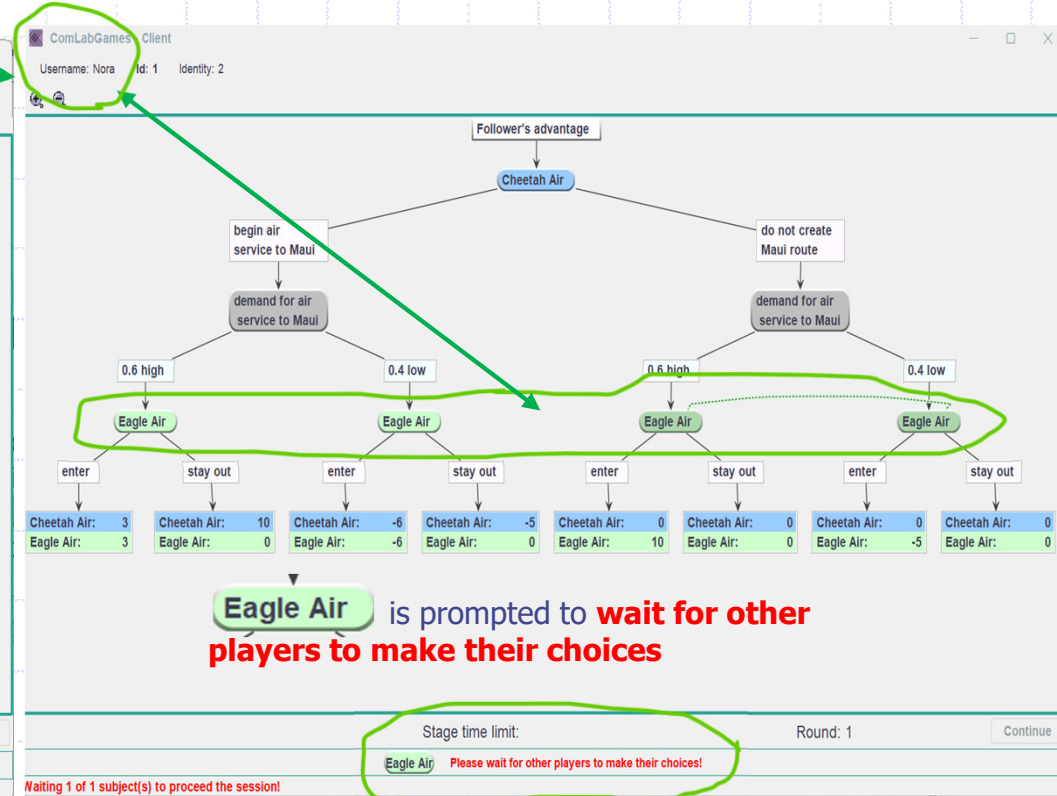 ComLabGames - Client
Username: Nora Id: 1 Identity: 2
Follower's advantage
Cheetah Air
begin air
service to Maui
do not create
Maui route
demand for air
service to Maui
demand for air
service to Maui
0.6 high
0.4 low
0.6 high
0.4 low
Eagle Air
Eagle Air
Eagle Air
Eagle Air
enter
stay out
enter
stay out
enter
stay out
enter
stay out
Cheetah Air: 3
Eagle Air: 3
Cheetah Air: 10
Eagle Air: 0
Cheetah Air: -6
Eagle Air: -6
Cheetah Air: -5
Eagle Air: 0
Cheetah Air: 0
Eagle Air: 10
Cheetah Air: 0
Eagle Air: 0
Cheetah Air: 0
Eagle Air: -5
Cheetah Air: 0
Eagle Air: 0
Eagle Air is prompted to wait for other
players to make their choices
Stage time limit:
Round: 1
Continue
Eagle Air Please wait for other players to make their choices!
Waiting 1 of 1 subject(s) to proceed the session!